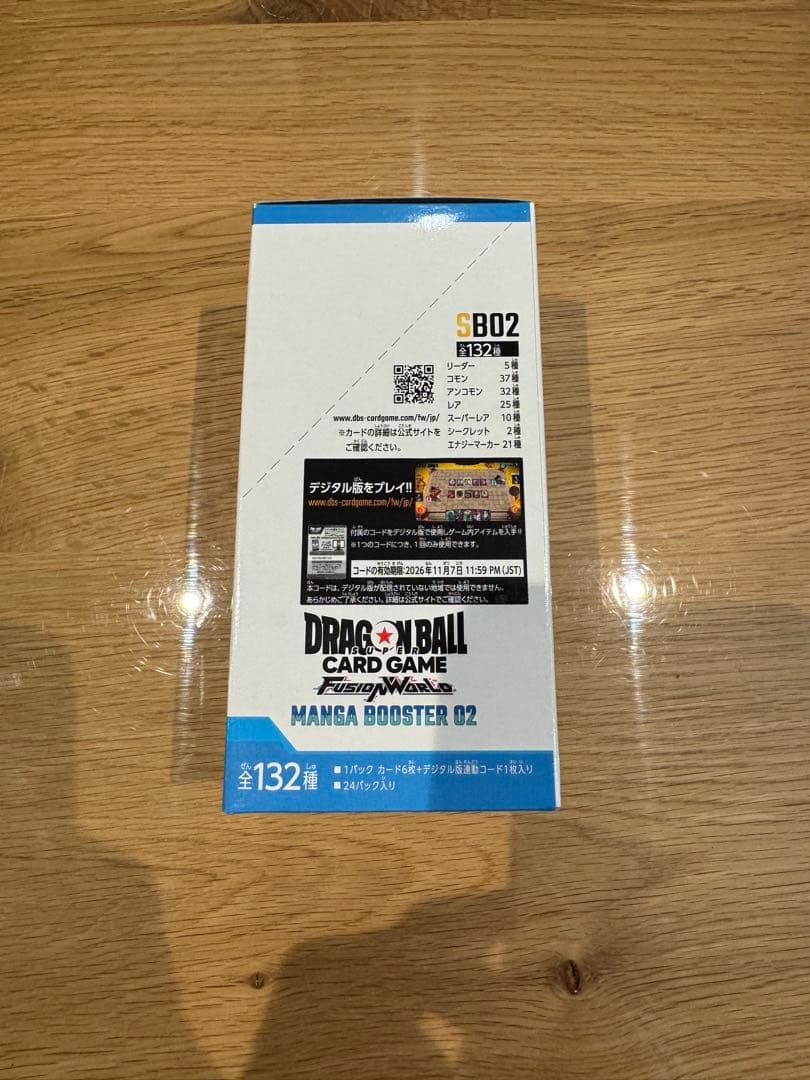 SB02
全132種
リーダー 5種
コモン 37種
アンコモン 32種
レア 25種
スーパーレア 10種
シークレット 2種
エナジーマーカー 21種
www.dbs-cardgame.com/fw/jp/
※カードの詳細は公式サイトを
ご確認ください。
デジタル版をプレイ!!
www.dbs-cardgame.com/fw/jp/
付属のコードをデジタル版で使用しゲーム内アイテムを入手!!
※1つのコードにつき、1回のみ使用できます。
コードの有効期限:2026年11月7日 11:59 PM (JST)
本コードは、デジタル版が配信されていない地域では使用できません。
あらかじめご了承ください。詳細は公式サイトでご確認ください。
DRAGON BALL
SUPER
CARD GAME
FUSION WORLD
MANGA BOOSTER 02
全132種
■1パック カード6枚+デジタル版連動コード1枚入り
■24パック入り